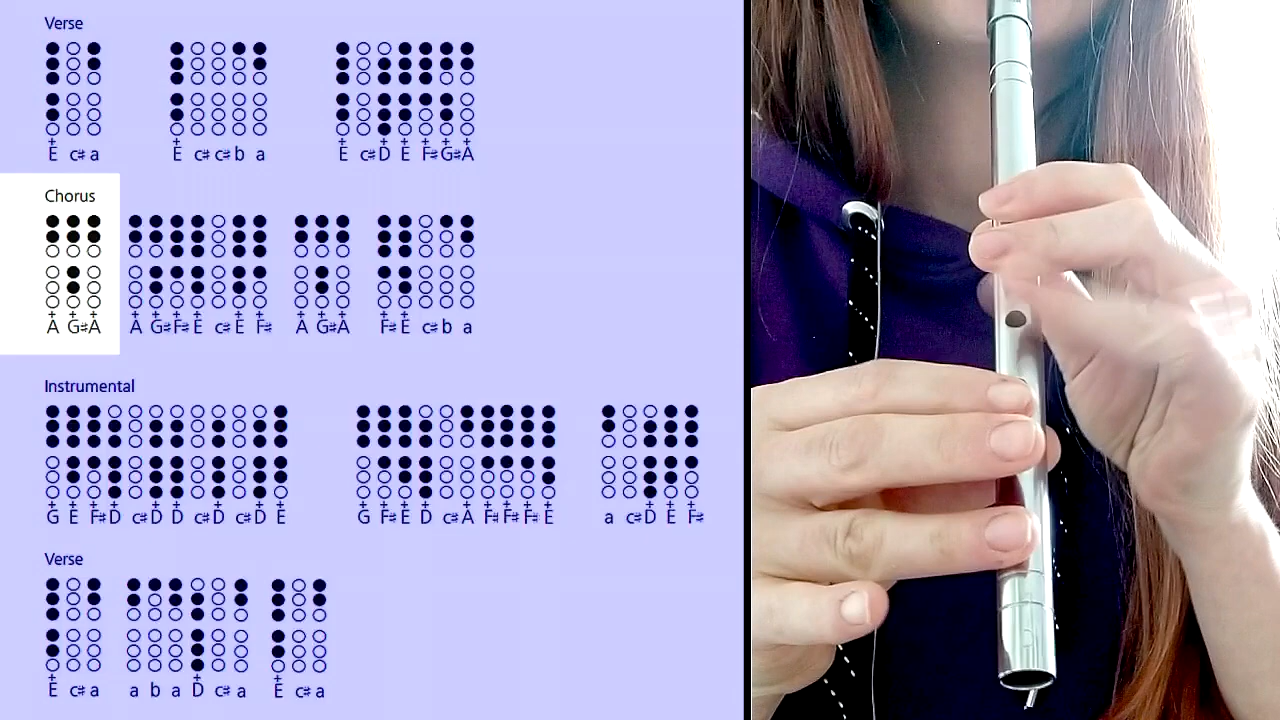 Verse
+ + + + + + +
E c♯ a E c♯ c♯ b a E c♯ D E F♯ G♯ A
Chorus
+ + + + + + + + + + + + + +
A G♯ A A G♯ F♯ E c♯ E F♯ A G♯ A F♯ E c♯ b a
Instrumental
+ + + + + + + + + + + + + + + + + + + +
G E F♯ D c♯ D D c♯ D c♯ D E G F♯ E D c♯ A F♯ F♯ F♯ E a c♯ D E F♯
Verse
+ + +
E c♯ a a b a D c♯ a E c♯ a